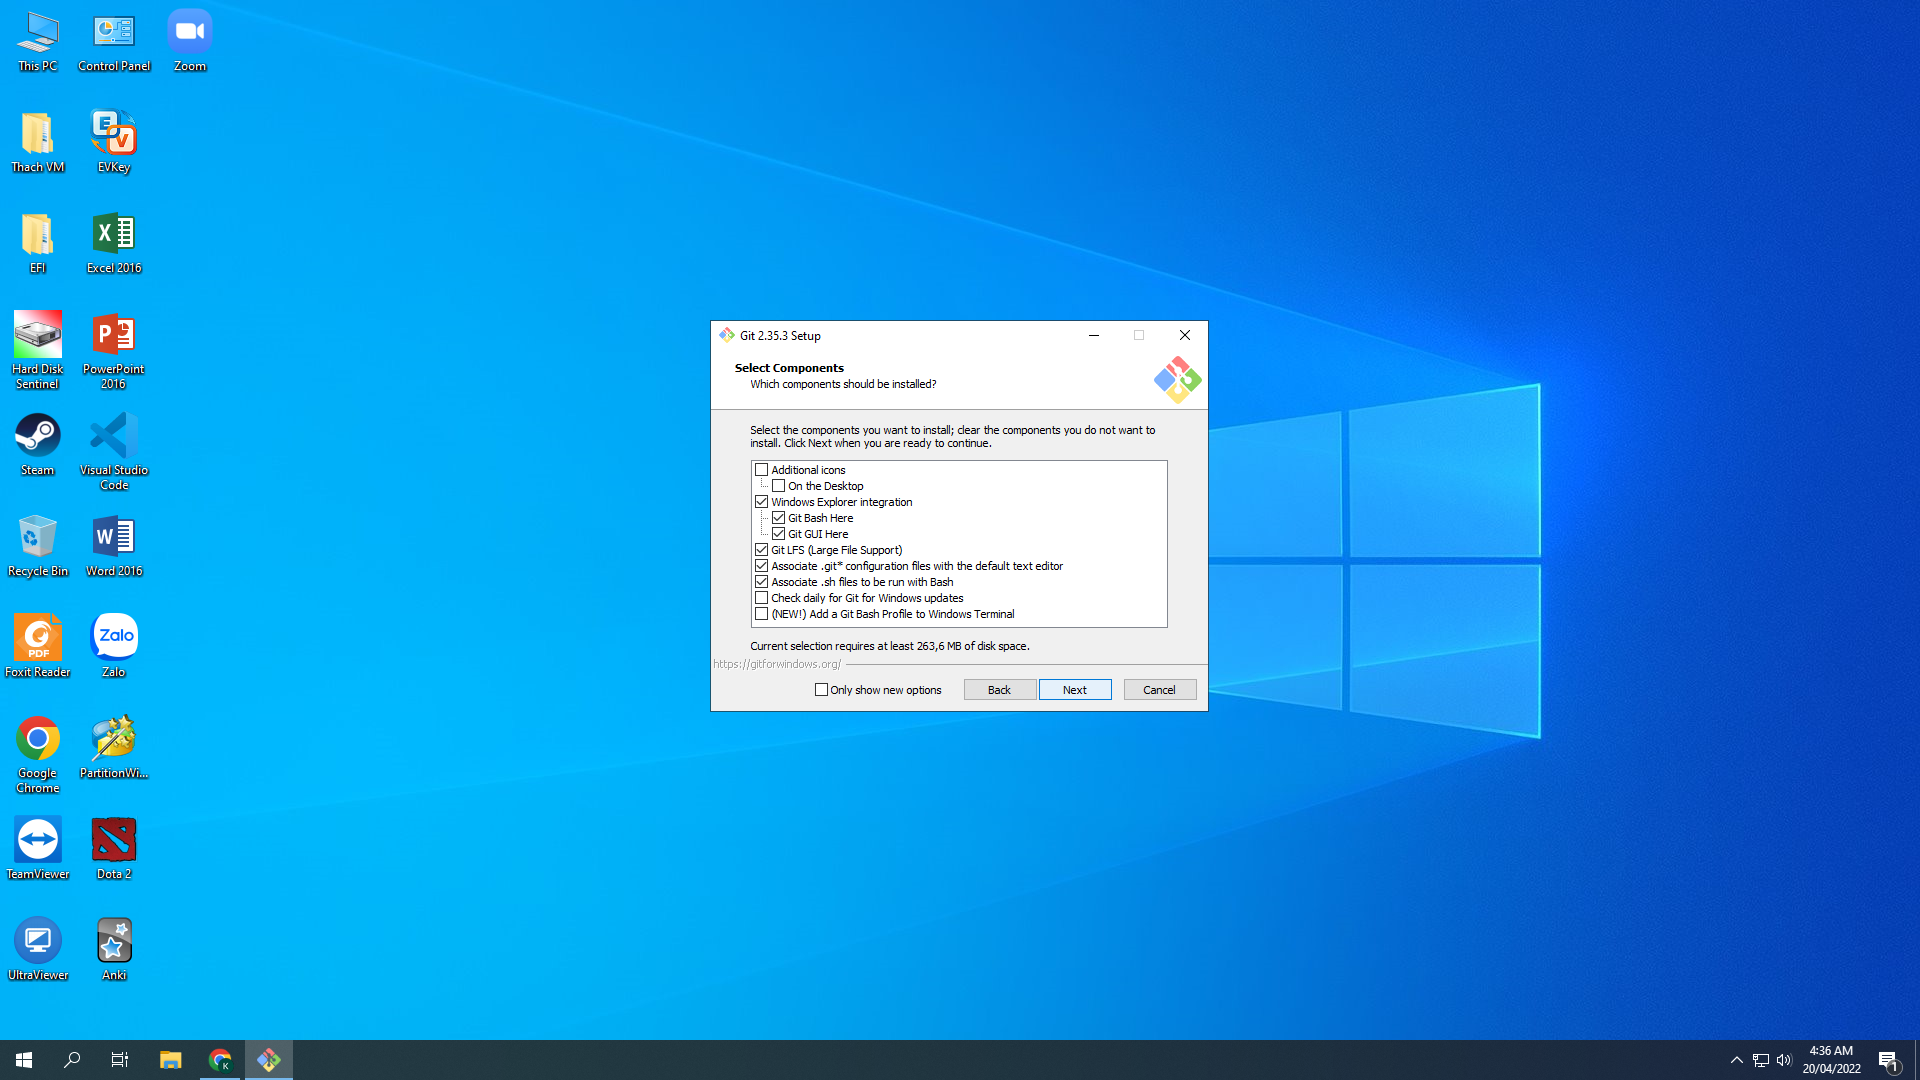 This PC
Control Panel
Zoom
Thach VM
EVKey
EFI
Excel 2016
Hard Disk
Sentinel
PowerPoint
2016
Steam
Visual Studio
Code
Recycle Bin
Word 2016
PDF
Foxit Reader
Zalo
Zalo
Google
Chrome
PartitionWi...
TeamViewer
Dota 2
UltraViewer
Anki
Git 2.35.3 Setup
Select Components
Which components should be installed?
Select the components you want to install; clear the components you do not want to
install. Click Next when you are ready to continue.
Additional icons
On the Desktop
Windows Explorer integration
Git Bash Here
Git GUI Here
Git LFS (Large File Support)
Associate .git* configuration files with the default text editor
Associate .sh files to be run with Bash
Check daily for Git for Windows updates
(NEW!) Add a Git Bash Profile to Windows Terminal
Current selection requires at least 263,6 MB of disk space.
https://gitforwindows.org/
Only show new options
Back
Next
Cancel
K
4:36 AM
20/04/2022
1